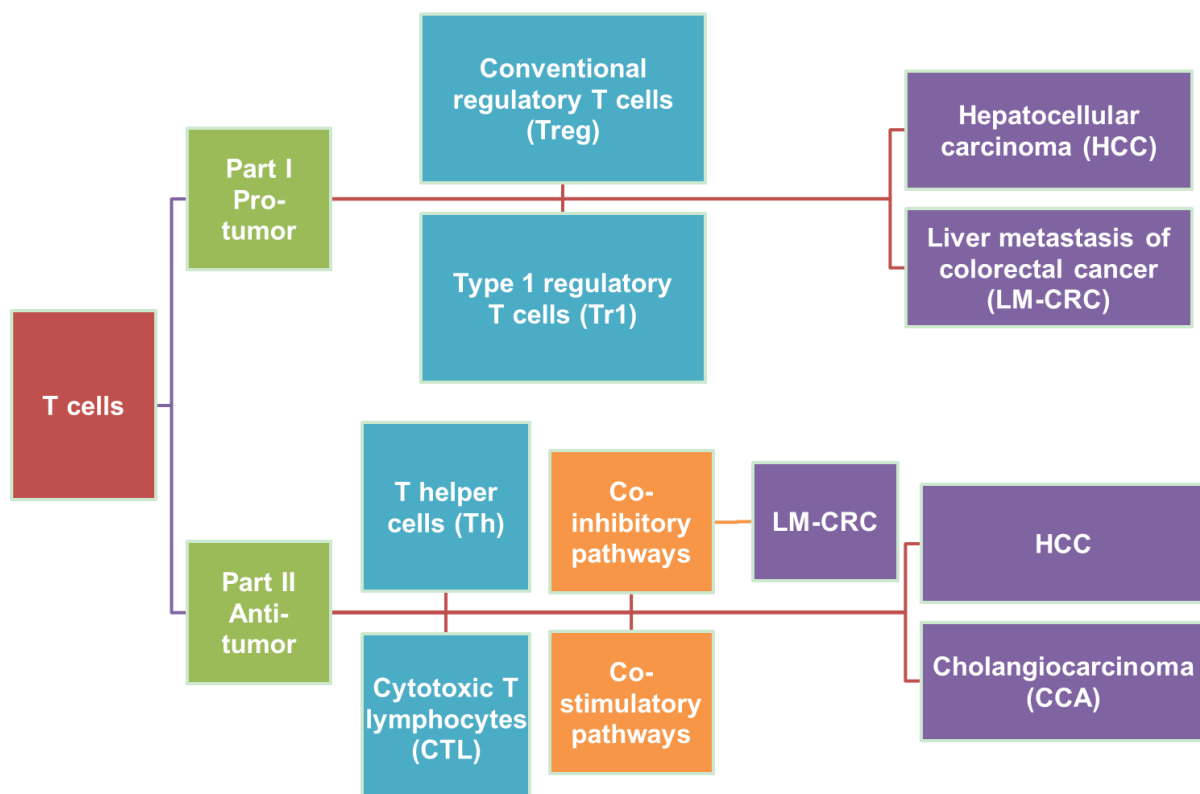 T cells
Part I
Pro-
tumor
Conventional
regulatory T cells
(Treg)
Type 1 regulatory
T cells (Tr1)
Hepatocellular
carcinoma (HCC)
Liver metastasis of
colorectal cancer
(LM-CRC)
Part II
Anti-
tumor
T helper
cells (Th)
Cytotoxic T
lymphocytes
(CTL)
Co-
inhibitory
pathways
Co-
stimulatory
pathways
LM-CRC
HCC
Cholangiocarcinoma
(CCA)